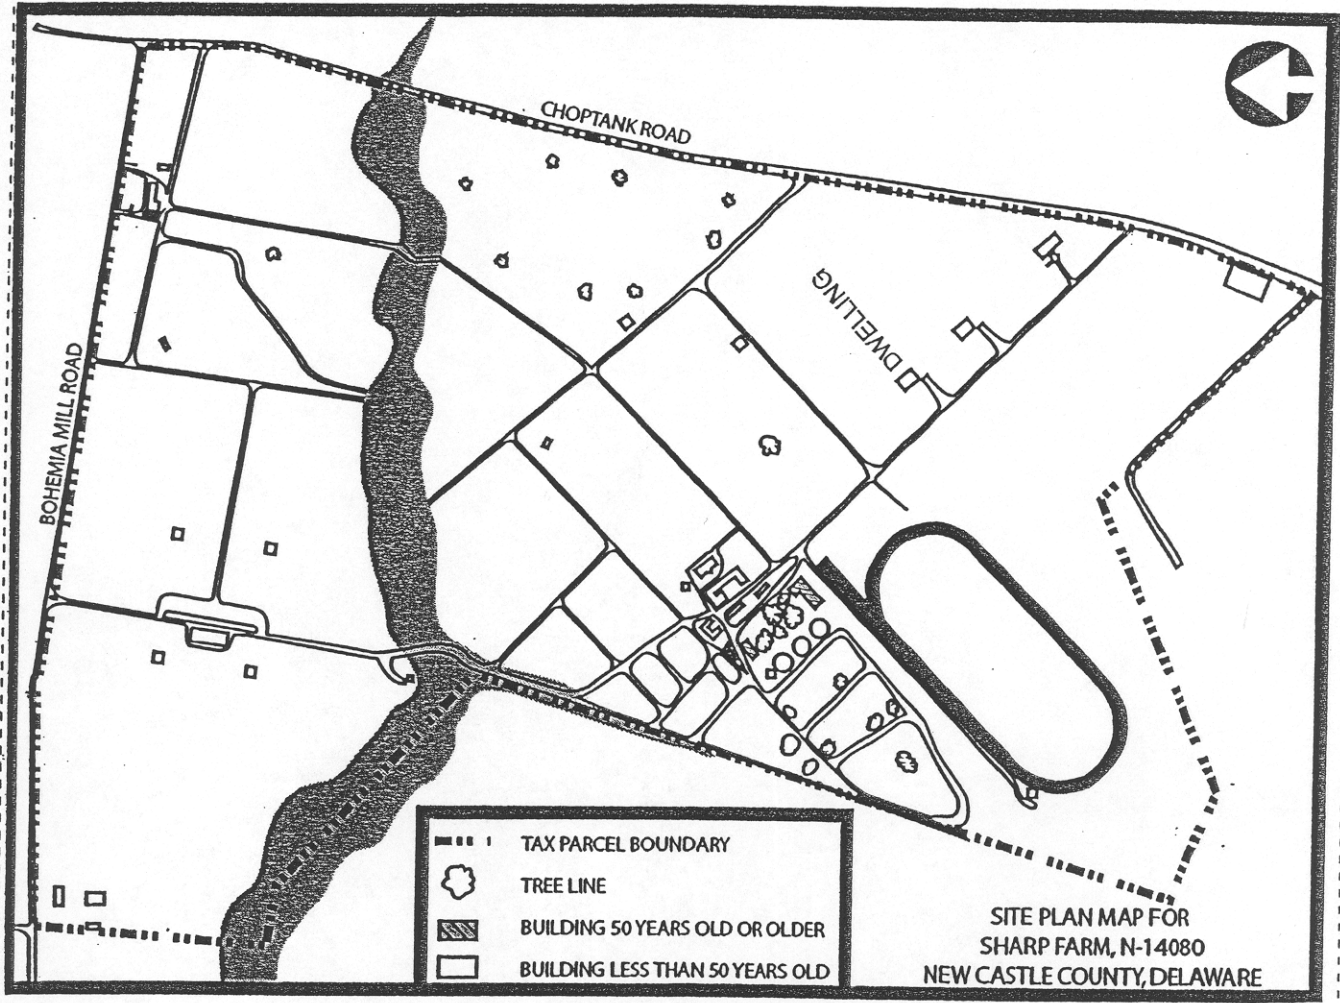 CHOPTANK ROAD
DWELLING
BOHEMIA MILL ROAD
TAX PARCEL BOUNDARY
TREE LINE
BUILDING 50 YEARS OLD OR OLDER
BUILDING LESS THAN 50 YEARS OLD
SITE PLAN MAP FOR
SHARP FARM, N-14080
NEW CASTLE COUNTY, DELAWARE